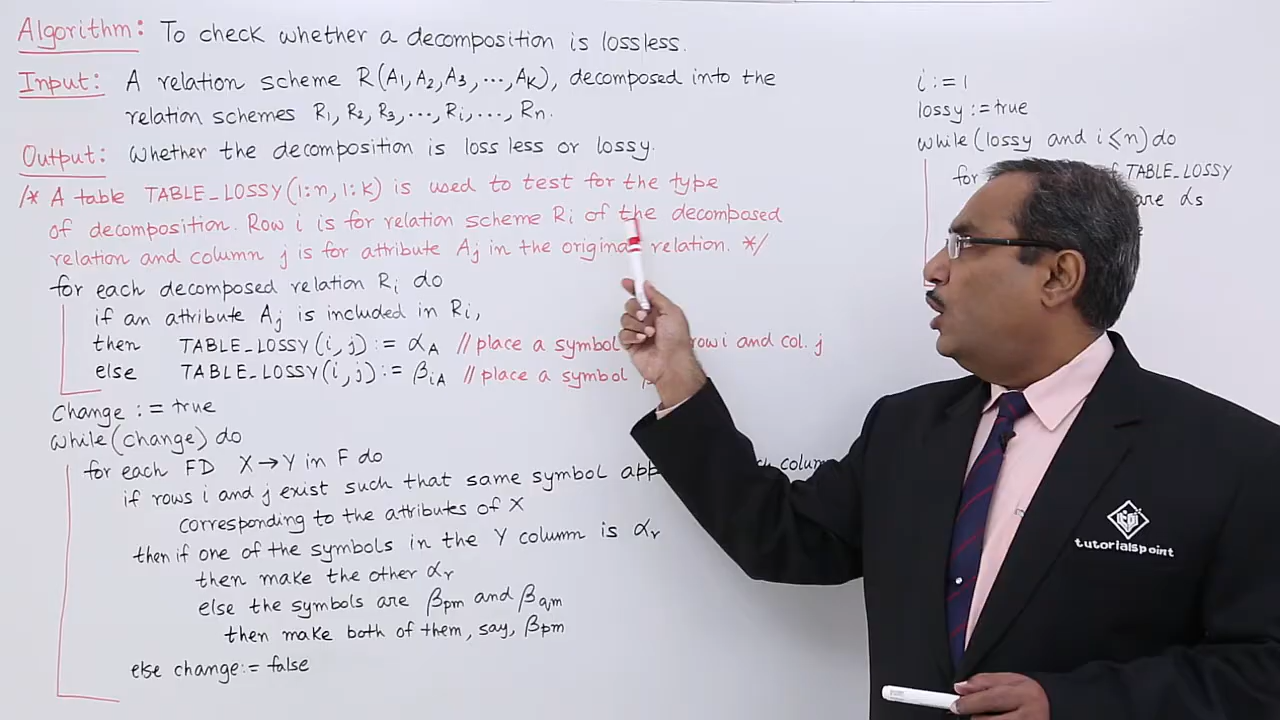 Algorithm: To check whether a decomposition is lossless.
Input: A relation scheme R(A1, A2, A3, ..., AK), decomposed into the
relation schemes R1, R2, R3, ..., Ri, ..., Rn.
Output: Whether the decomposition is loss less or lossy.
/* A table TABLE_LOSSY(1:n, 1:K) is used to test for the type
of decomposition. Row i is for relation scheme Ri of the decomposed
relation and column j is for attribute Aj in the original relation. */
for each decomposed relation Ri do
if an attribute Aj is included in Ri,
then TABLE_LOSSY(i, j) := αA // place a symbol row i and col. j
else TABLE_LOSSY(i, j) := βiA // place a symbol
Change := true
while (change) do
for each FD X→Y in F do
if rows i and j exist such that same symbol colum
corresponding to the attributes of X
then if one of the symbols in the Y column is αr
then make the other αr
else the symbols are βpm and βqm
then make both of them, say, βpm
else change := false
i := 1
lossy := true
while (lossy and i ≤ n) do
for TABLE_LOSSY
are αs
tutorialspoint